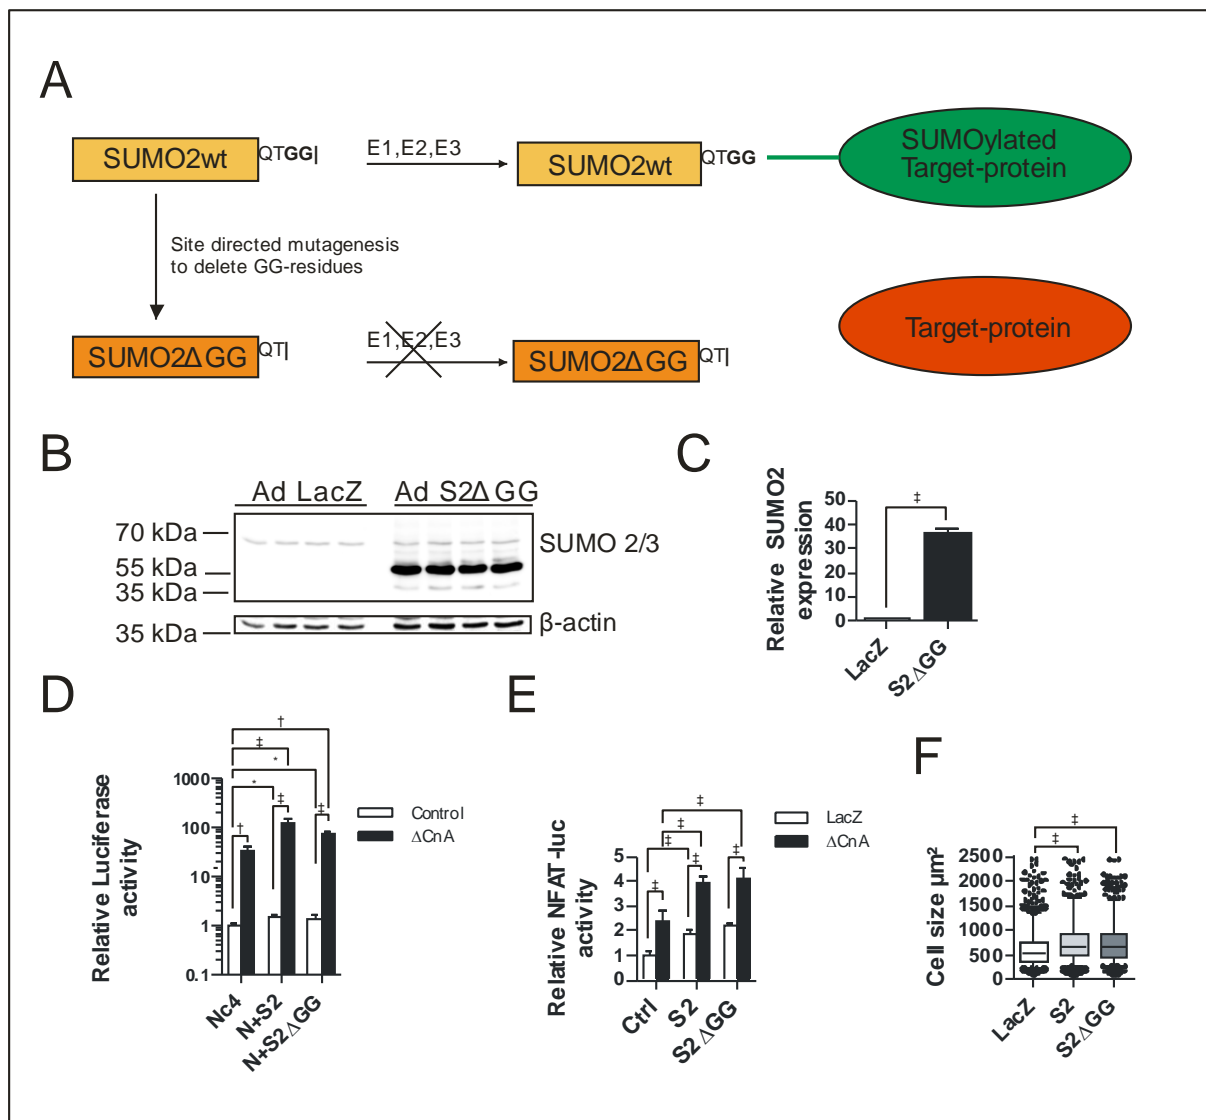 A
SUMO2wt
QTGG|
E1,E2,E3
SUMO2wt
QTGG
SUMOylated
Target-protein
Site directed mutagenesis
to delete GG-residues
SUMO2ΔGG
QT|
E1,E2,E3
SUMO2ΔGG
QT|
Target-protein
B
Ad LacZ
Ad S2ΔGG
70 kDa
55 kDa
35 kDa
SUMO 2/3
35 kDa
β-actin
C
Relative SUMO2
expression
50
40
30
20
10
0
‡
LacZ
S2ΔGG
D
Relative Luciferase
activity
1000
100
10
1
0.1
†
‡
*
*
†
‡
‡
Control
ΔCnA
Nc4
N+S2
N+S2ΔGG
E
Relative NFAT-luc
activity
5
4
3
2
1
0
‡
‡
‡
‡
‡
‡
LacZ
ΔCnA
Ctrl
S2
S2ΔGG
F
Cell size µm²
2500
2000
1500
1000
500
0
‡
‡
LacZ
S2
S2ΔGG